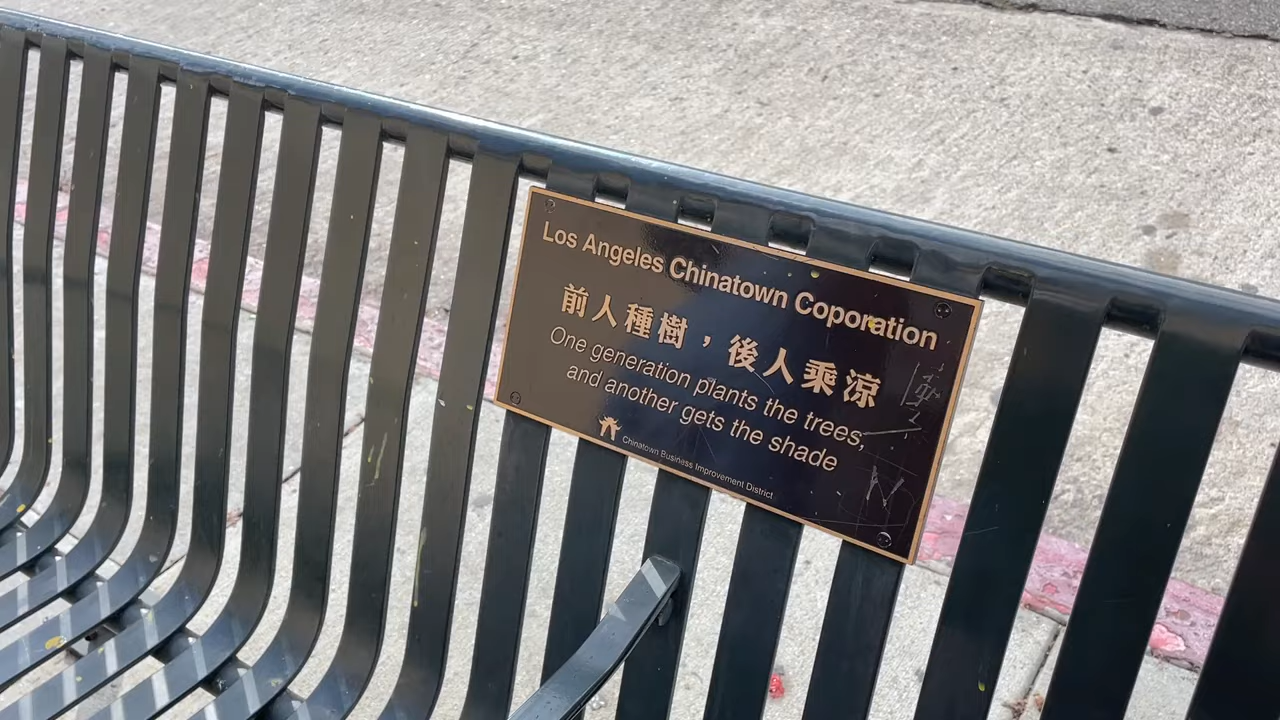 Los Angeles Chinatown Coporation
前人種樹，後人乘涼
One generation plants the trees,
and another gets the shade
Chinatown Business Improvement District